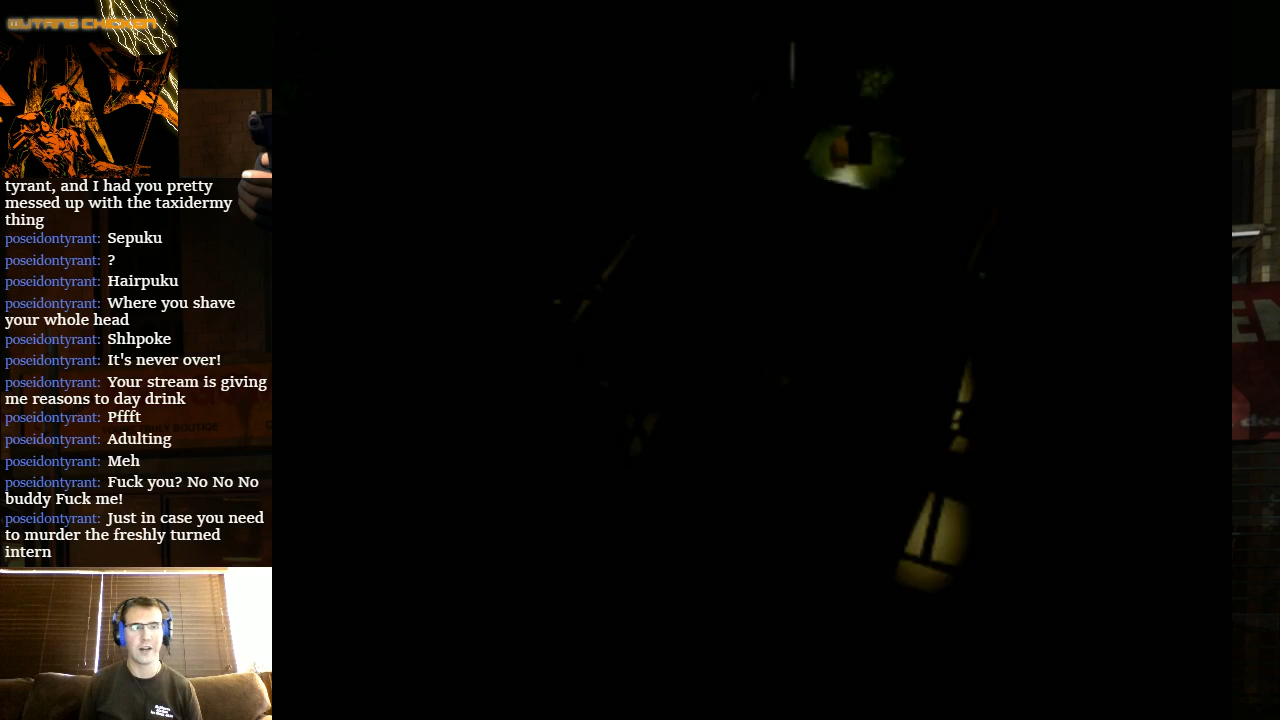 WUTANG CHICKEN
tyrant, and I had you pretty
messed up with the taxidermy
thing
poseidontyrant: Sepuku
poseidontyrant: ?
poseidontyrant: Hairpuku
poseidontyrant: Where you shave
your whole head
poseidontyrant: Shhpoke
poseidontyrant: It's never over!
poseidontyrant: Your stream is giving
me reasons to day drink
poseidontyrant: Pffft
poseidontyrant: Adulting
poseidontyrant: Meh
poseidontyrant: Fuck you? No No No
buddy Fuck me!
poseidontyrant: Just in case you need
to murder the freshly turned
intern